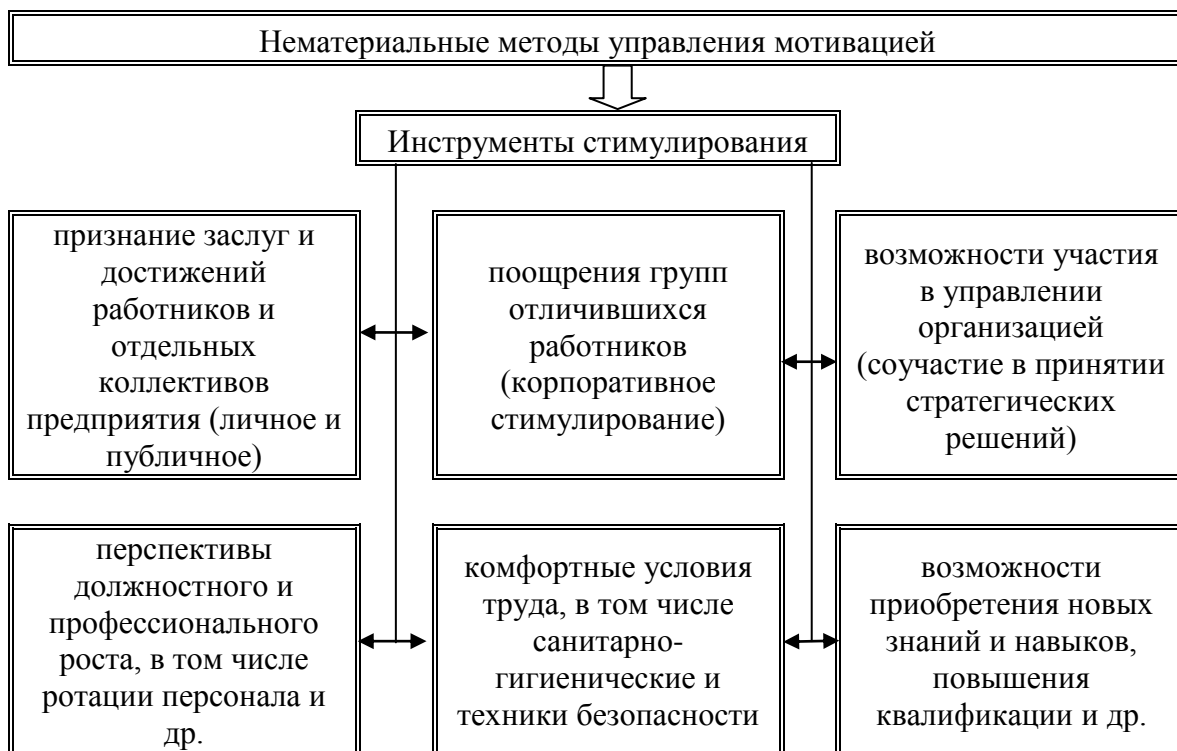 Нематериальные методы управления мотивацией
Инструменты стимулирования
признание заслуг и
достижений
работников и
отдельных
коллективов
предприятия (личное и
публичное)
поощрения групп
отличившихся
работников
(корпоративное
стимулирование)
возможности участия
в управлении
организацией
(соучастие в принятии
стратегических
решений)
перспективы
должностного и
профессионального
роста, в том числе
ротации персонала и
др.
комфортные условия
труда, в том числе
санитарно-
гигиенические и
техники безопасности
возможности
приобретения новых
знаний и навыков,
повышения
квалификации и др.